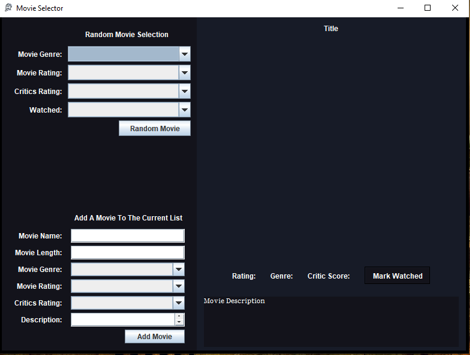 Movie Selector
Random Movie Selection
Movie Genre:
Movie Rating:
Critics Rating:
Watched:
Random Movie
Add A Movie To The Current List
Movie Name:
Movie Length:
Movie Genre:
Movie Rating:
Critics Rating:
Description:
Add Movie
Title
Rating: Genre: Critic Score: Mark Watched
Movie Description